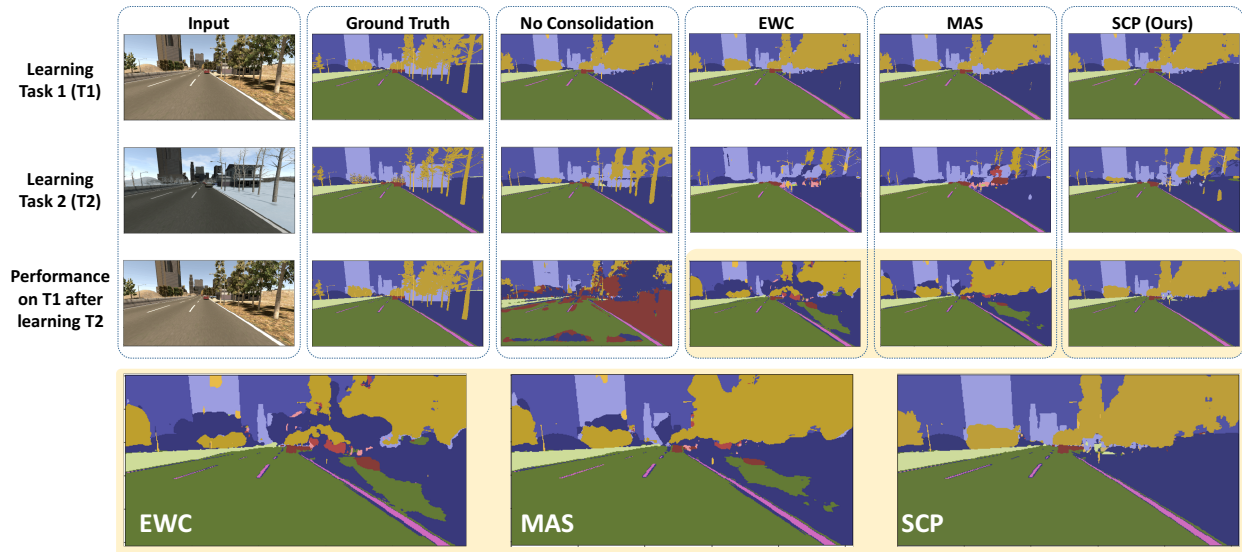 Input
Ground Truth
No Consolidation
EWC
MAS
SCP (Ours)
Learning
Task 1 (T1)
Learning
Task 2 (T2)
Performance
on T1 after
learning T2
EWC
MAS
SCP